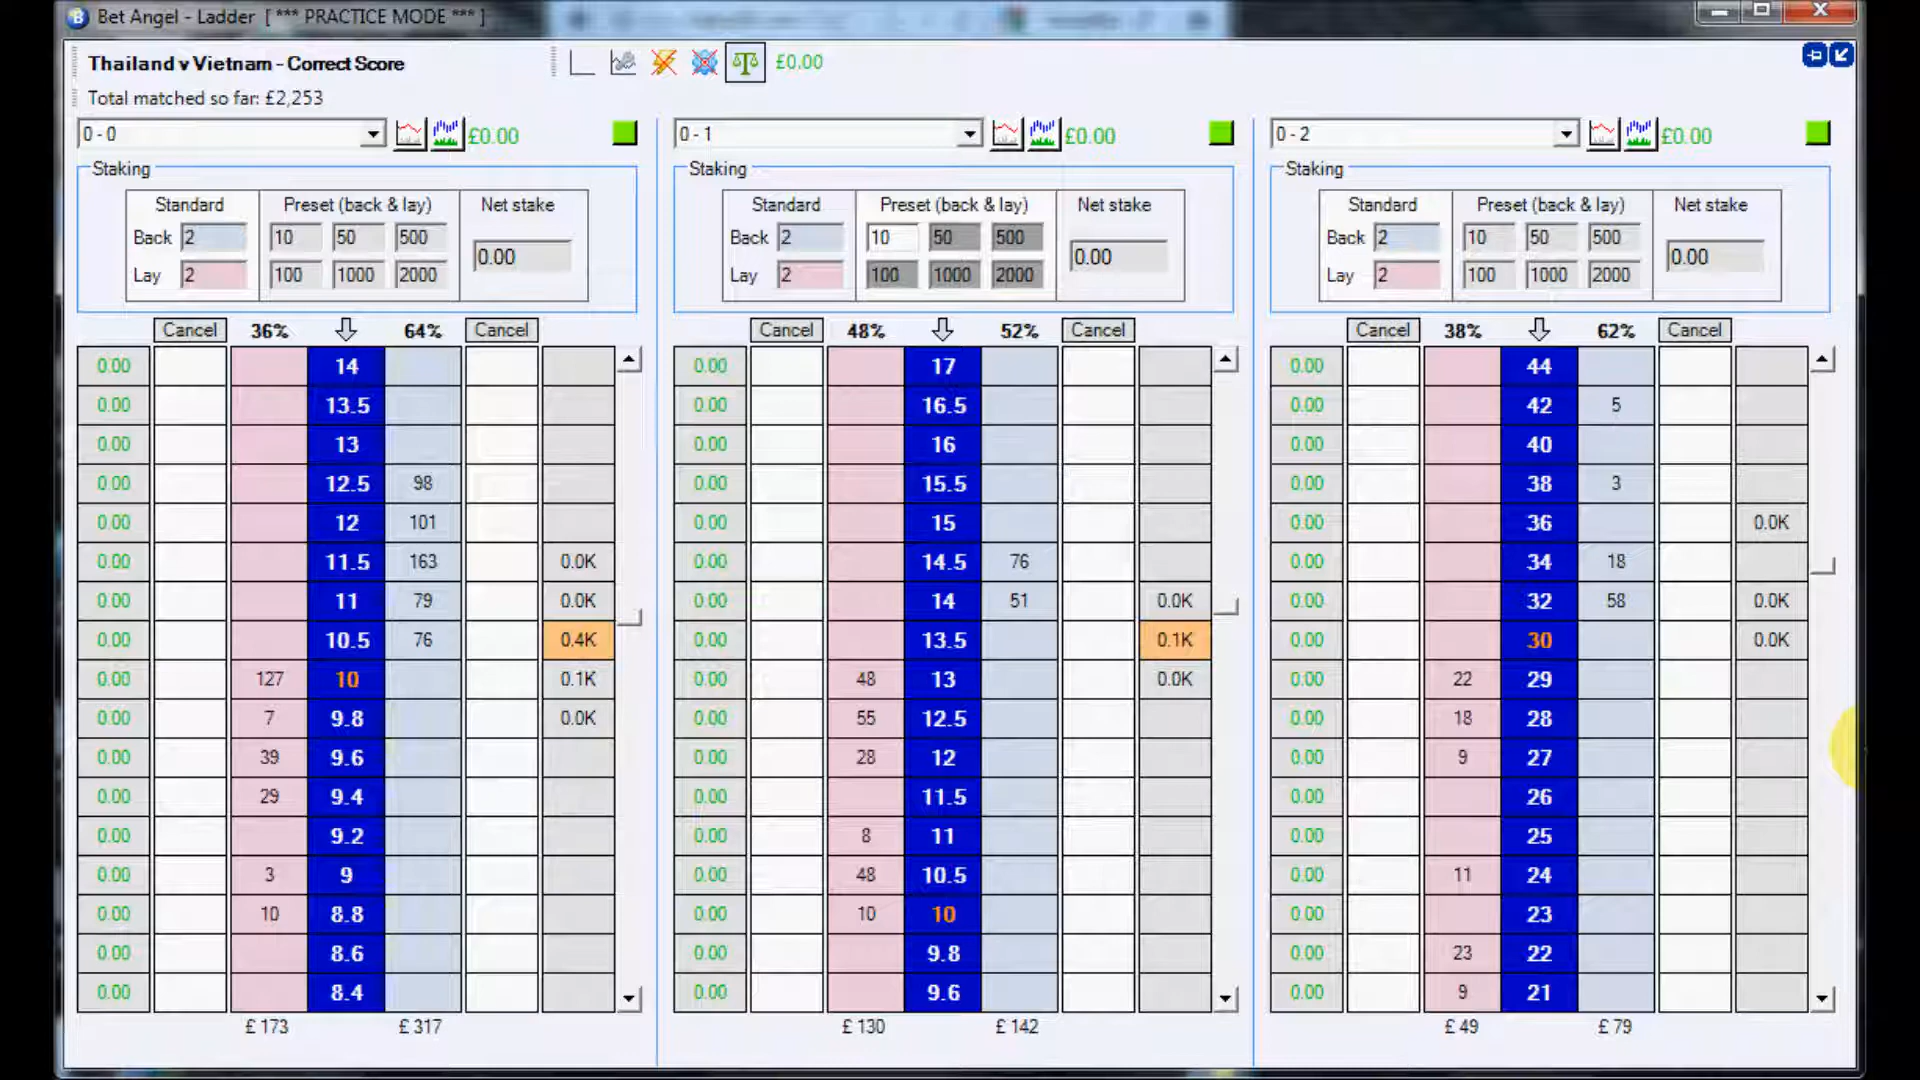 Bet Angel - Ladder [ *** PRACTICE MODE *** ]
Thailand v Vietnam - Correct Score £0.00
Total matched so far: £2,253
0 - 0 £0.00 0 - 1 £0.00 0 - 2 £0.00
Staking Staking Staking
Standard Preset (back & lay) Net stake Standard Preset (back & lay) Net stake Standard Preset (back & lay) Net stake
Back 2 10 50 500 0.00 Back 2 10 50 500 0.00 Back 2 10 50 500 0.00
Lay 2 100 1000 2000 Lay 2 100 1000 2000 Lay 2 100 1000 2000
Cancel 36% 64% Cancel Cancel 48% 52% Cancel Cancel 38% 62% Cancel
0.00 14 0.00 17 0.00 44
0.00 13.5 0.00 16.5 0.00 42 5
0.00 13 0.00 16 0.00 40
0.00 12.5 98 0.00 15.5 0.00 38 3
0.00 12 101 0.00 15 0.00 36 0.0K
0.00 11.5 163 0.0K 0.00 14.5 76 0.00 34 18
0.00 11 79 0.0K 0.00 14 51 0.0K 0.00 32 58 0.0K
0.00 10.5 76 0.4K 0.00 13.5 0.1K 0.00 30 0.0K
0.00 127 10 0.1K 0.00 48 13 0.0K 0.00 22 29
0.00 7 9.8 0.0K 0.00 55 12.5 0.00 18 28
0.00 39 9.6 0.00 28 12 0.00 9 27
0.00 29 9.4 0.00 11.5 0.00 26
0.00 9.2 0.00 8 11 0.00 25
0.00 3 9 0.00 48 10.5 0.00 11 24
0.00 10 8.8 0.00 10 10 0.00 23
0.00 8.6 0.00 9.8 0.00 23 22
0.00 8.4 0.00 9.6 0.00 9 21
£ 173 £ 317 £ 130 £ 142 £ 49 £ 79